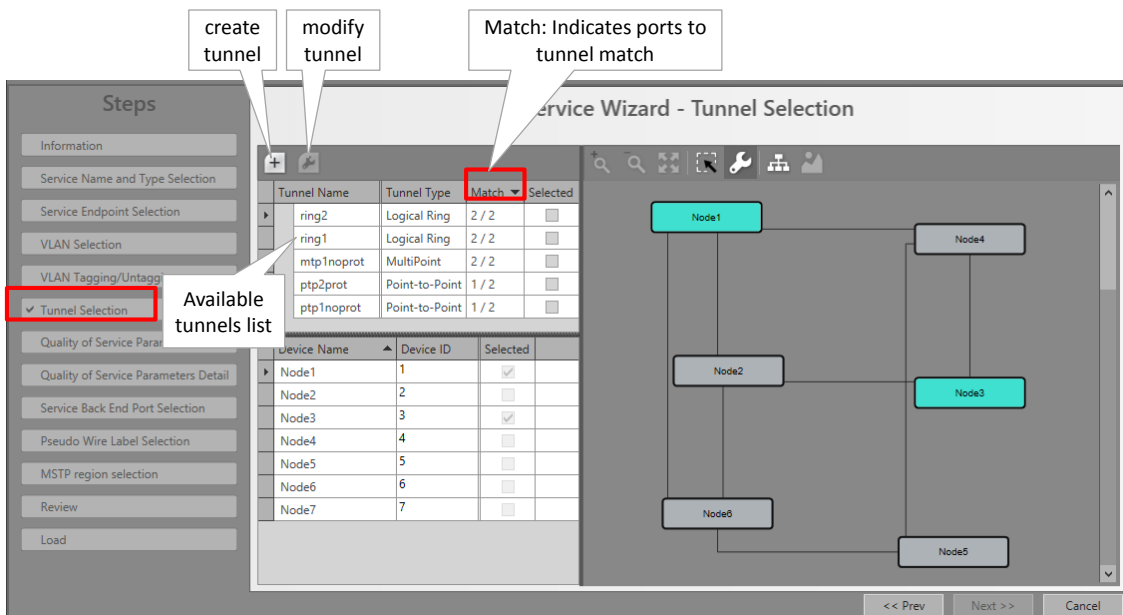 create
tunnel
modify
tunnel
Match: Indicates ports to
tunnel match
Steps
ervice Wizard - Tunnel Selection
Information
Service Name and Type Selection
Service Endpoint Selection
VLAN Selection
VLAN Tagging/Untagg
✓ Tunnel Selection
Quality of Service Para
Quality of Service Parameters Detail
Service Back End Port Selection
Pseudo Wire Label Selection
MSTP region selection
Review
Load
Tunnel Name Tunnel Type Match Selected
ring2 Logical Ring 2 / 2
ring1 Logical Ring 2 / 2
mtp1noprot MultiPoint 2 / 2
ptp2prot Point-to-Point 1 / 2
ptp1noprot Point-to-Point 1 / 2
Available
tunnels list
Device Name Device ID Selected
Node1 1
Node2 2
Node3 3
Node4 4
Node5 5
Node6 6
Node7 7
Node1
Node4
Node2
Node3
Node6
Node5
<< Prev Next >> Cancel